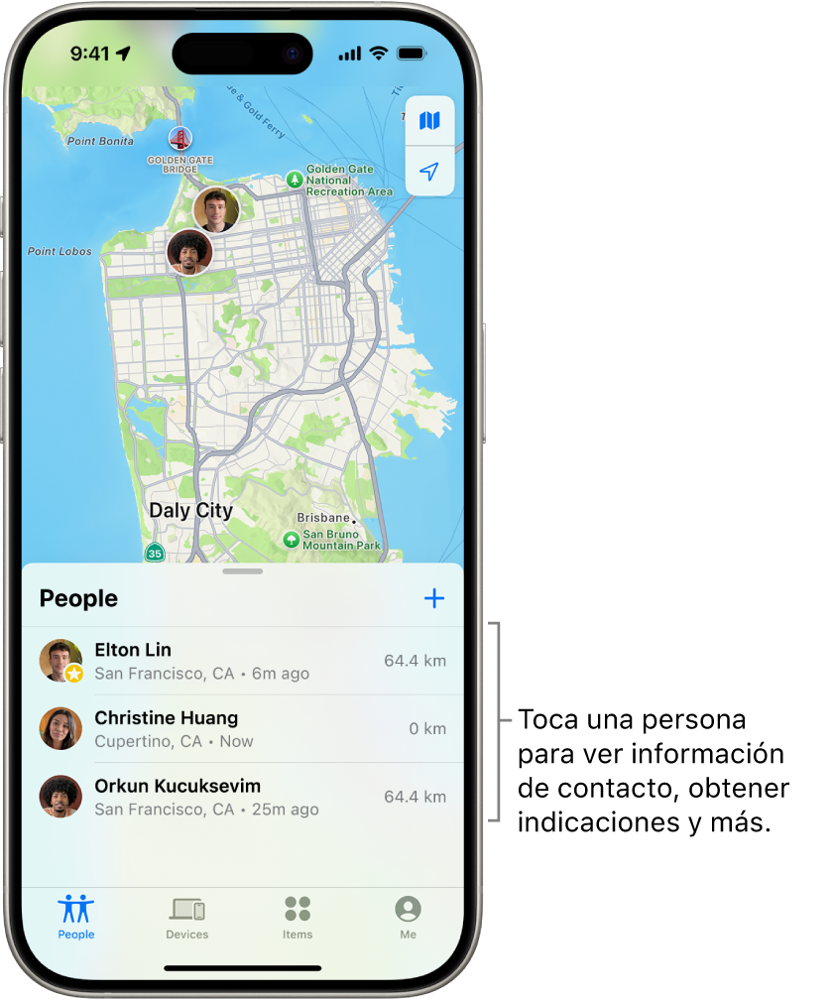 9:41
& Gold Ferry
Point Bonita
GOLDEN GATE
BRIDGE
Golden Gate
National
Recreation Area
Point Lobos
Daly City
Brisbane
San Bruno
Mountain Park
35
People
Elton Lin
San Francisco, CA • 6m ago
64.4 km
Christine Huang
Cupertino, CA • Now
0 km
Orkun Kucuksevim
San Francisco, CA • 25m ago
64.4 km
Toca una persona
para ver información
de contacto, obtener
indicaciones y más.
People
Devices
Items
Me